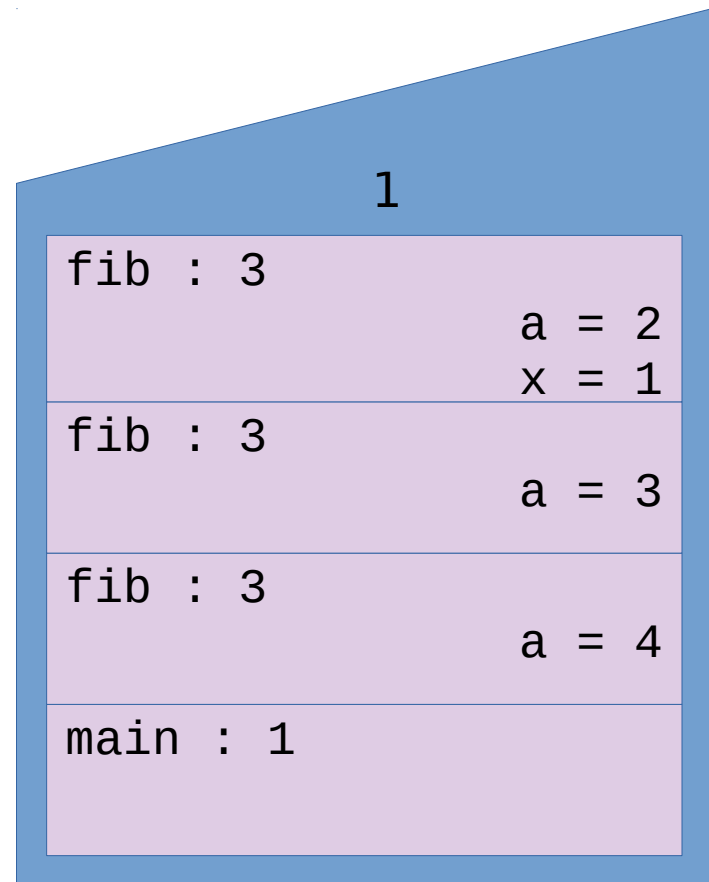 1
fib : 3
a = 2
x = 1
fib : 3
a = 3
fib : 3
a = 4
main : 1